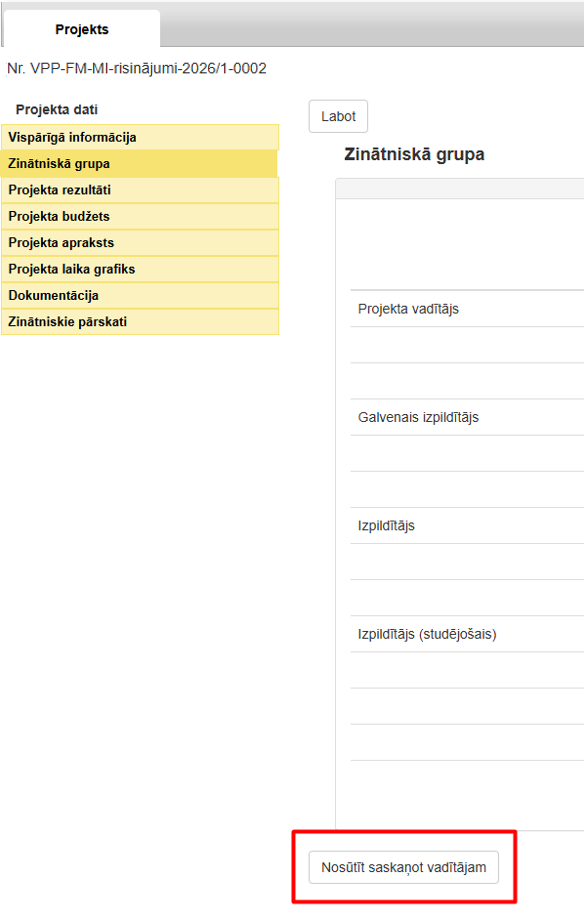 Projekts
Nr. VPP-FM-MI-risinājumi-2026/1-0002
Projekta dati
Vispārīgā informācija
Zinātniskā grupa
Projekta rezultāti
Projekta budžets
Projekta apraksts
Projekta laika grafiks
Dokumentācija
Zinātniskie pārskati
Labot
Zinātniskā grupa
Projekta vadītājs
Galvenais izpildītājs
Izpildītājs
Izpildītājs (studējošais)
Nosūtīt saskaņot vadītājam